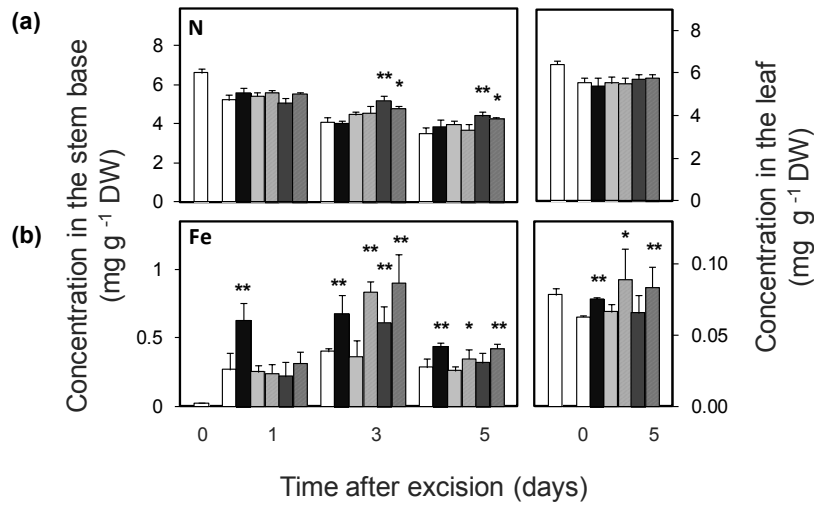 (a)
N
8
6
4
2
0
8
6
4
2
0
** *
** *
(b)
Fe
1
0.5
0
0.10
0.05
0.00
**
** ** ** **
** * **
** * **
0 1 3 5
0 5
Concentration in the stem base
(mg g -1 DW)
Concentration in the leaf
(mg g -1 DW)
Time after excision (days)